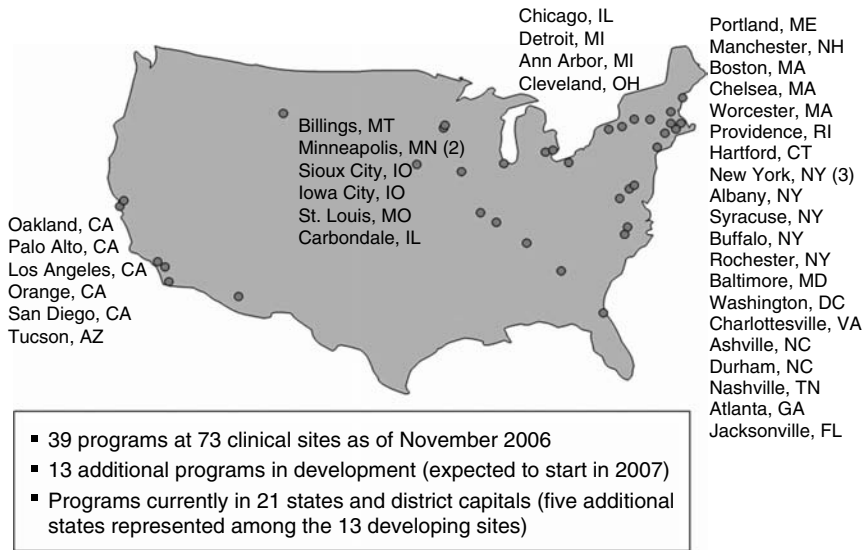 Chicago, IL
Detroit, MI
Ann Arbor, MI
Cleveland, OH
Portland, ME
Manchester, NH
Boston, MA
Chelsea, MA
Worcester, MA
Providence, RI
Hartford, CT
New York, NY (3)
Albany, NY
Syracuse, NY
Buffalo, NY
Rochester, NY
Baltimore, MD
Washington, DC
Charlottesville, VA
Ashville, NC
Durham, NC
Nashville, TN
Atlanta, GA
Jacksonville, FL
Billings, MT
Minneapolis, MN (2)
Sioux City, IO
Iowa City, IO
St. Louis, MO
Carbondale, IL
Oakland, CA
Palo Alto, CA
Los Angeles, CA
Orange, CA
San Diego, CA
Tucson, AZ
▪ 39 programs at 73 clinical sites as of November 2006
▪ 13 additional programs in development (expected to start in 2007)
▪ Programs currently in 21 states and district capitals (five additional
states represented among the 13 developing sites)